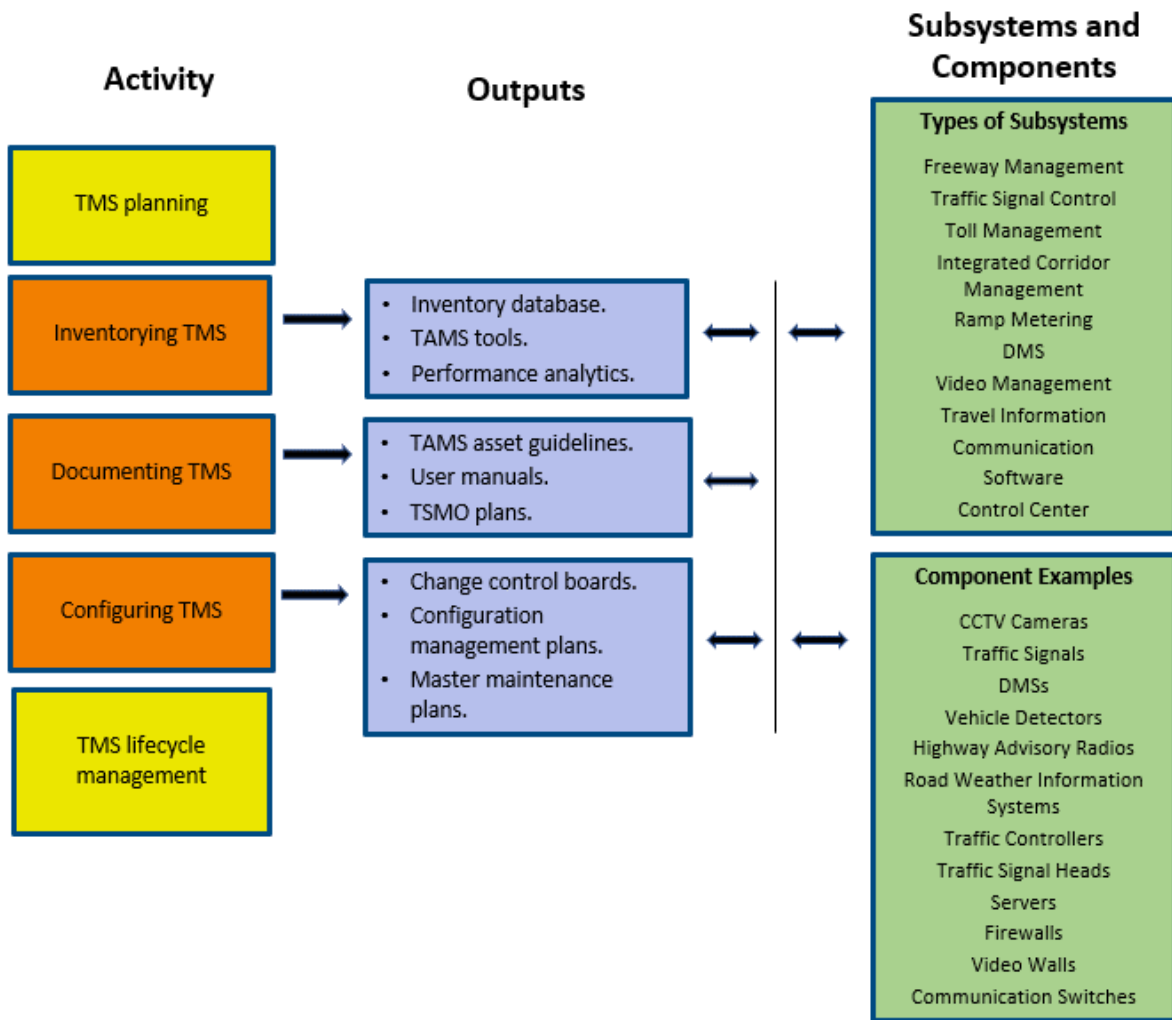 Activity
TMS planning
Inventorying TMS
Documenting TMS
Configuring TMS
TMS lifecycle
management
Outputs
• Inventory database.
• TAMS tools.
• Performance analytics.
• TAMS asset guidelines.
• User manuals.
• TSMO plans.
• Change control boards.
• Configuration
management plans.
• Master maintenance
plans.
Subsystems and
Components
Types of Subsystems
Freeway Management
Traffic Signal Control
Toll Management
Integrated Corridor
Management
Ramp Metering
DMS
Video Management
Travel Information
Communication
Software
Control Center
Component Examples
CCTV Cameras
Traffic Signals
DMSs
Vehicle Detectors
Highway Advisory Radios
Road Weather Information
Systems
Traffic Controllers
Traffic Signal Heads
Servers
Firewalls
Video Walls
Communication Switches